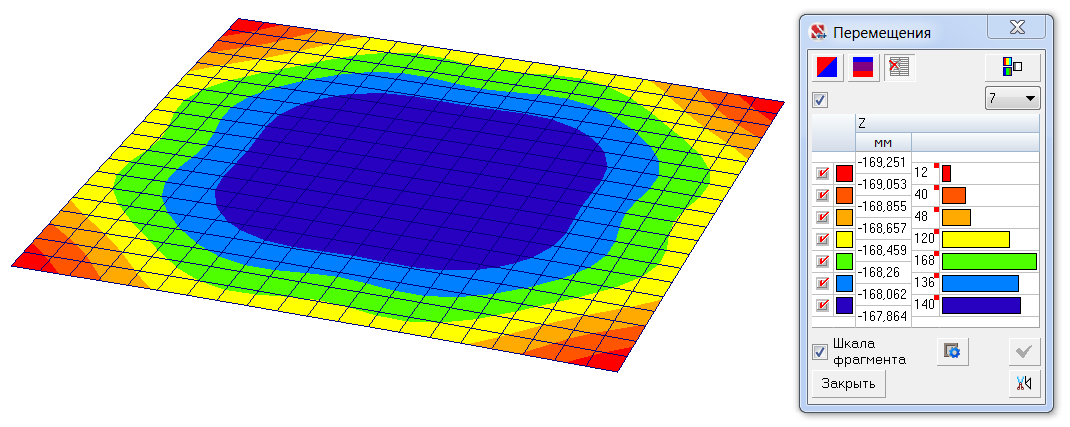 Перемещения
7
Z
мм
-169,251
12
-169,053
40
-168,855
48
-168,657
120
-168,459
168
-168,26
136
-168,062
140
-167,864
Шкала
фрагмента
Закрыть